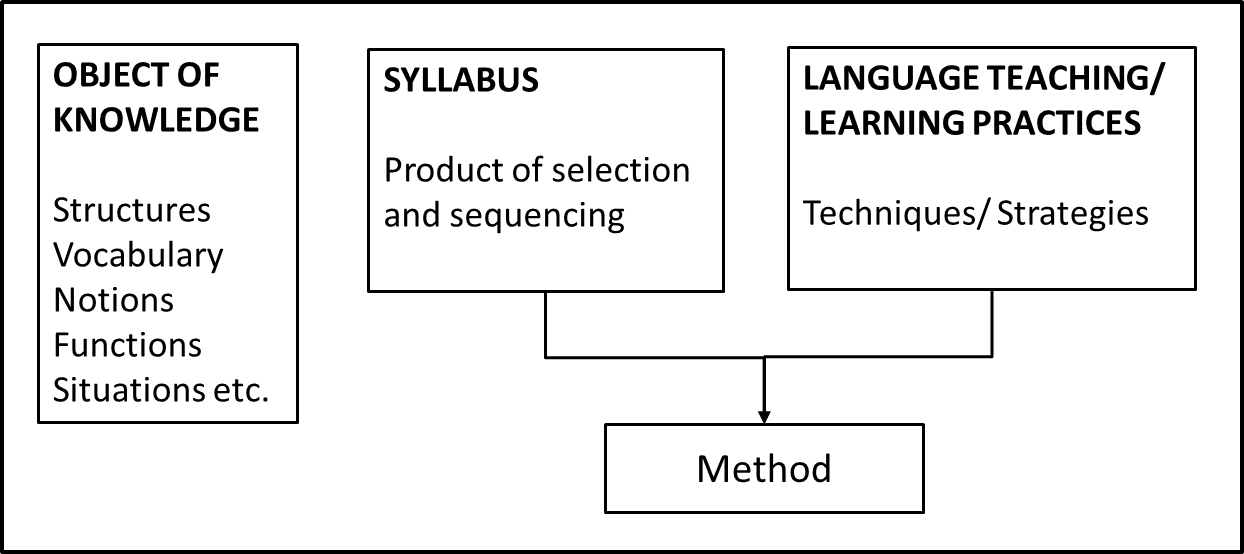 OBJECT OF
KNOWLEDGE
Structures
Vocabulary
Notions
Functions
Situations etc.
SYLLABUS
Product of selection
and sequencing
LANGUAGE TEACHING/
LEARNING PRACTICES
Techniques/ Strategies
Method